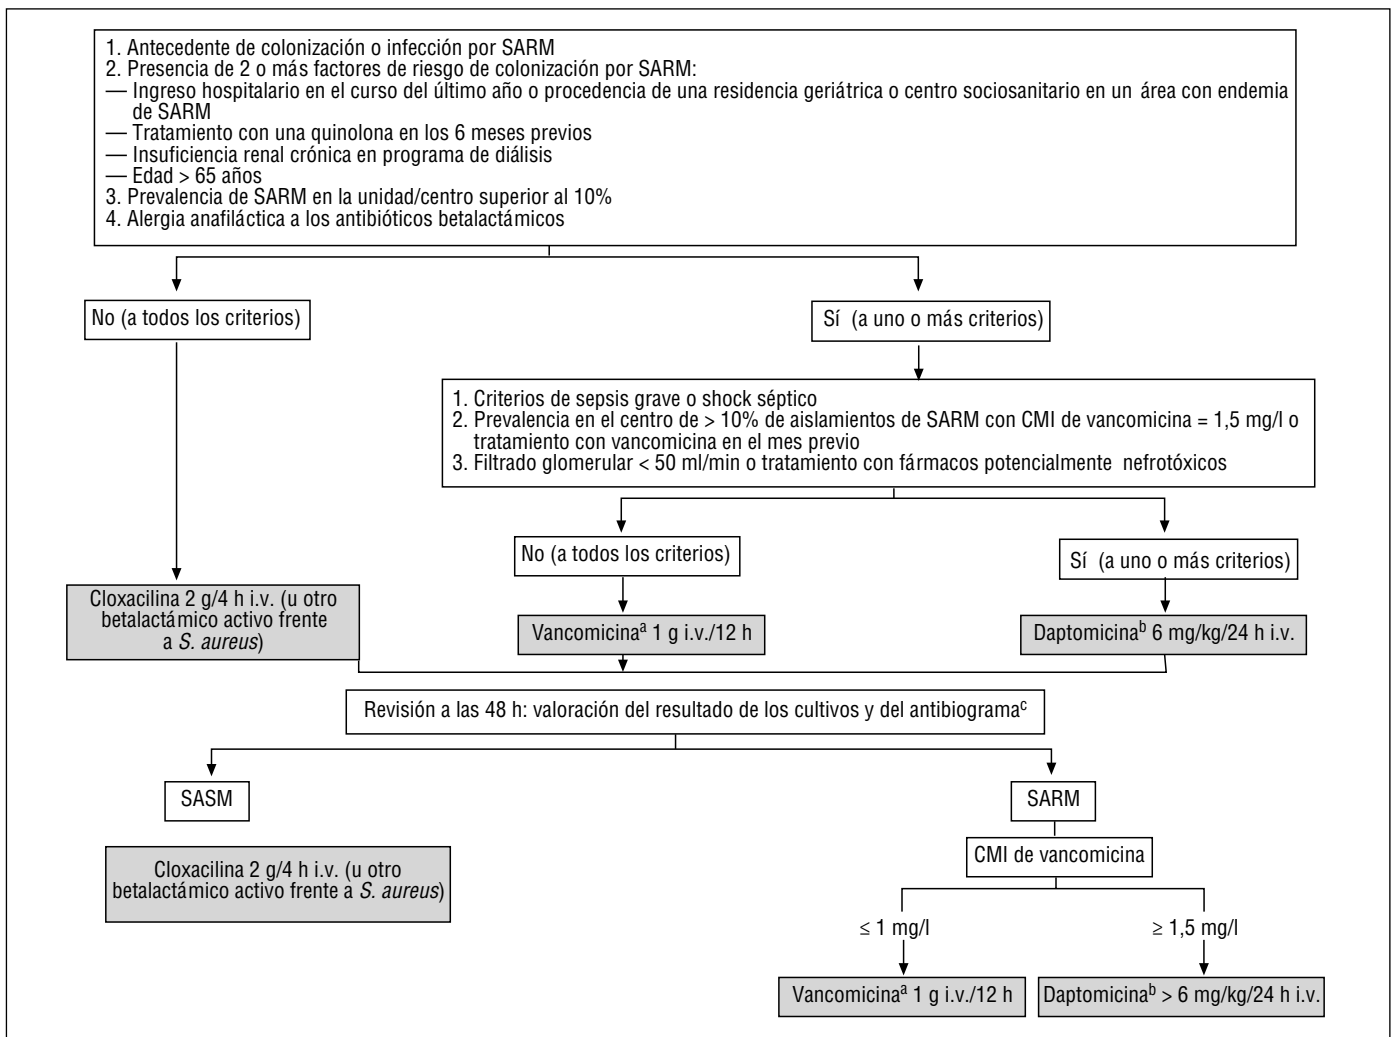 1. Antecedente de colonización o infección por SARM
2. Presencia de 2 o más factores de riesgo de colonización por SARM:
— Ingreso hospitalario en el curso del último año o procedencia de una residencia geriátrica o centro sociosanitario en un área con endemia
de SARM
— Tratamiento con una quinolona en los 6 meses previos
— Insuficiencia renal crónica en programa de diálisis
— Edad > 65 años
3. Prevalencia de SARM en la unidad/centro superior al 10%
4. Alergia anafiláctica a los antibióticos betalactámicos
No (a todos los criterios)
Sí (a uno o más criterios)
1. Criterios de sepsis grave o shock séptico
2. Prevalencia en el centro de > 10% de aislamientos de SARM con CMI de vancomicina = 1,5 mg/l o
tratamiento con vancomicina en el mes previo
3. Filtrado glomerular < 50 ml/min o tratamiento con fármacos potencialmente nefrotóxicos
No (a todos los criterios)
Sí (a uno o más criterios)
Cloxacilina 2 g/4 h i.v. (u otro
betalactámico activo frente
a S. aureus)
Vancomicinaᵃ 1 g i.v./12 h
Daptomicinaᵇ 6 mg/kg/24 h i.v.
Revisión a las 48 h: valoración del resultado de los cultivos y del antibiogramaᶜ
SASM
SARM
Cloxacilina 2 g/4 h i.v. (u otro
betalactámico activo frente a S. aureus)
CMI de vancomicina
≤ 1 mg/l
≥ 1,5 mg/l
Vancomicinaᵃ 1 g i.v./12 h
Daptomicinaᵇ > 6 mg/kg/24 h i.v.